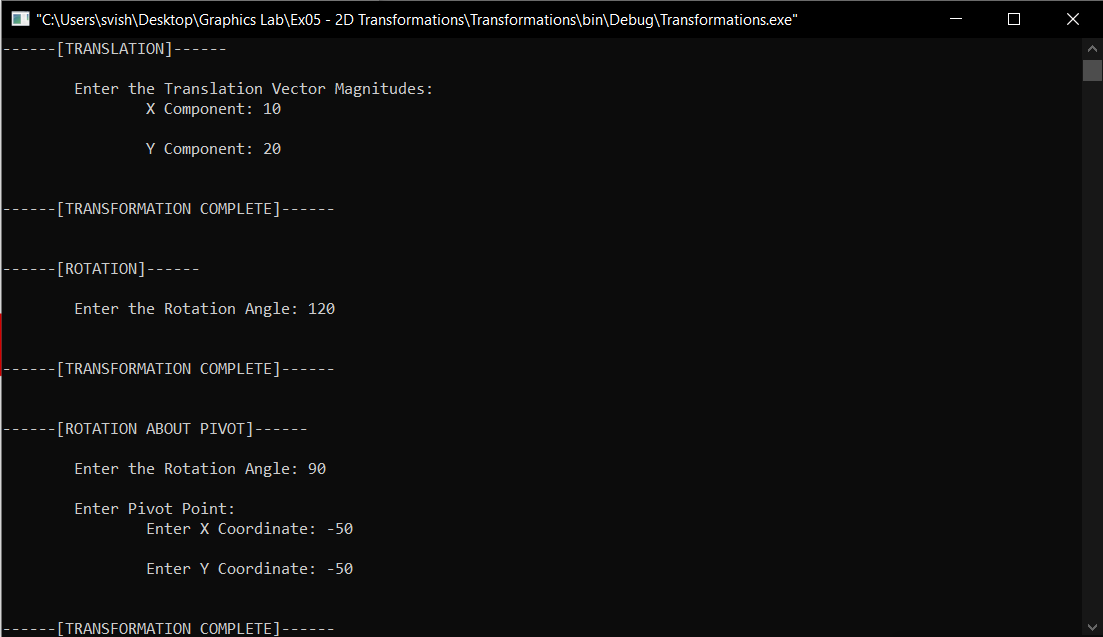 "C:\Users\svish\Desktop\Graphics Lab\Ex05 - 2D Transformations\Transformations\bin\Debug\Transformations.exe"
------[TRANSLATION]------
Enter the Translation Vector Magnitudes:
X Component: 10
Y Component: 20
------[TRANSFORMATION COMPLETE]------
------[ROTATION]------
Enter the Rotation Angle: 120
------[TRANSFORMATION COMPLETE]------
------[ROTATION ABOUT PIVOT]------
Enter the Rotation Angle: 90
Enter Pivot Point:
Enter X Coordinate: -50
Enter Y Coordinate: -50
------[TRANSFORMATION COMPLETE]------